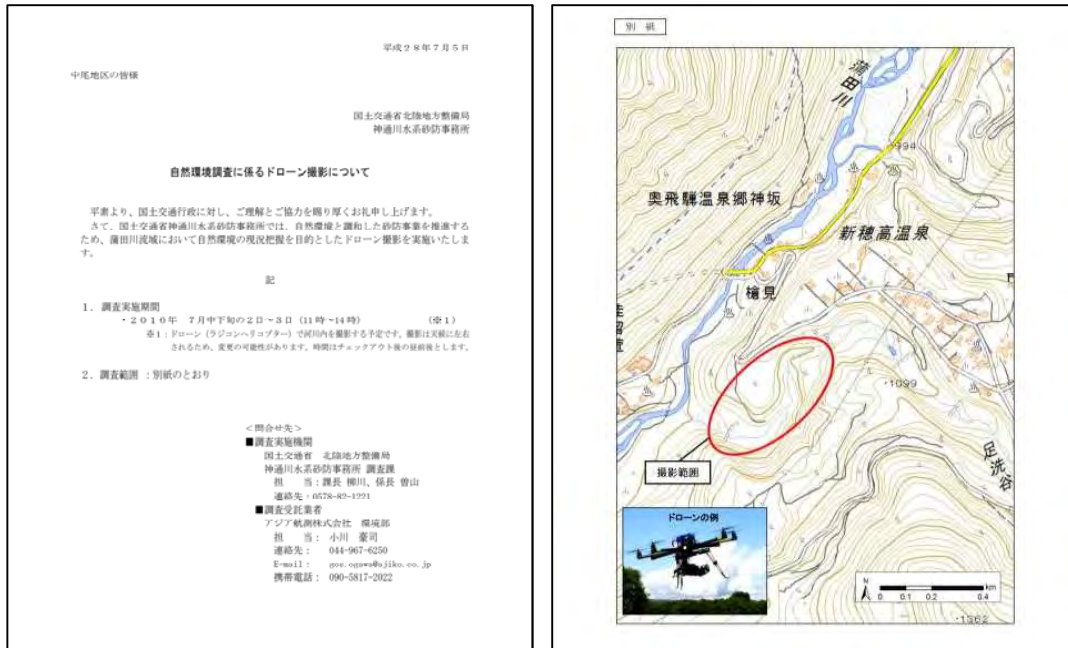 平成28年7月5日
中尾地区の皆様
国土交通省北陸地方整備局
神通川水系砂防事務所
自然環境調査に係るドローン撮影について
平素より、国土交通行政に対し、ご理解とご協力を賜り厚くお礼申し上げます。
さて、国土交通省神通川水系砂防事務所では、自然環境と調和した砂防事業を推進する
ため、蒲田川流域において自然環境の現況把握を目的としたドローン撮影を実施いたしま
す。
記
1. 調査実施期間
・2010年 7月中下旬の2日～3日（11時～14時） （※1）
※1：ドローン（ラジコンヘリコプター）で河川内を撮影する予定です。撮影は天候に左右
されるため、変更の可能性があります。時間はチェックアウト後の昼前後とします。
2. 調査範囲 ：別紙のとおり
＜問合せ先＞
■調査実施機関
国土交通省 北陸地方整備局
神通川水系砂防事務所 調査課
担 当：課長 柳川、係長 曽山
連絡先：0578-82-1221
■調査受託業者
アジア航測株式会社 環境部
担 当： 小川 豪司
連絡先： 044-967-6250
E-mail： gos.ogawa@ajiko.co.jp
携帯電話： 090-5817-2022
別 紙
蒲田川
994
奥飛騨温泉郷神坂
新穂高温泉
檜見
佳留萱
・1099
足洗谷
撮影範囲
ドローンの例
N
km
0 0.1 0.2 0.4
・1362